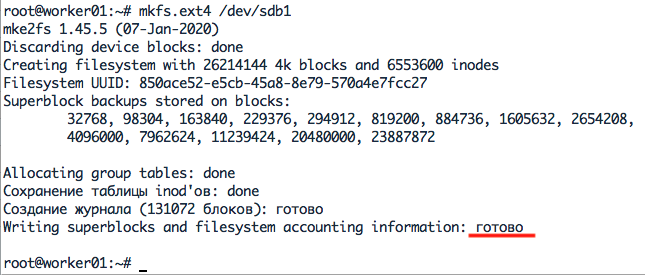 root@worker01:~# mkfs.ext4 /dev/sdb1
mke2fs 1.45.5 (07-Jan-2020)
Discarding device blocks: done
Creating filesystem with 26214144 4k blocks and 6553600 inodes
Filesystem UUID: 850ace52-e5cb-45a8-8e79-570a4e7fcc27
Superblock backups stored on blocks:
32768, 98304, 163840, 229376, 294912, 819200, 884736, 1605632, 2654208,
4096000, 7962624, 11239424, 20480000, 23887872
Allocating group tables: done
Сохранение таблицы inod'ов: done
Создание журнала (131072 блоков): готово
Writing superblocks and filesystem accounting information: готово
root@worker01:~# _